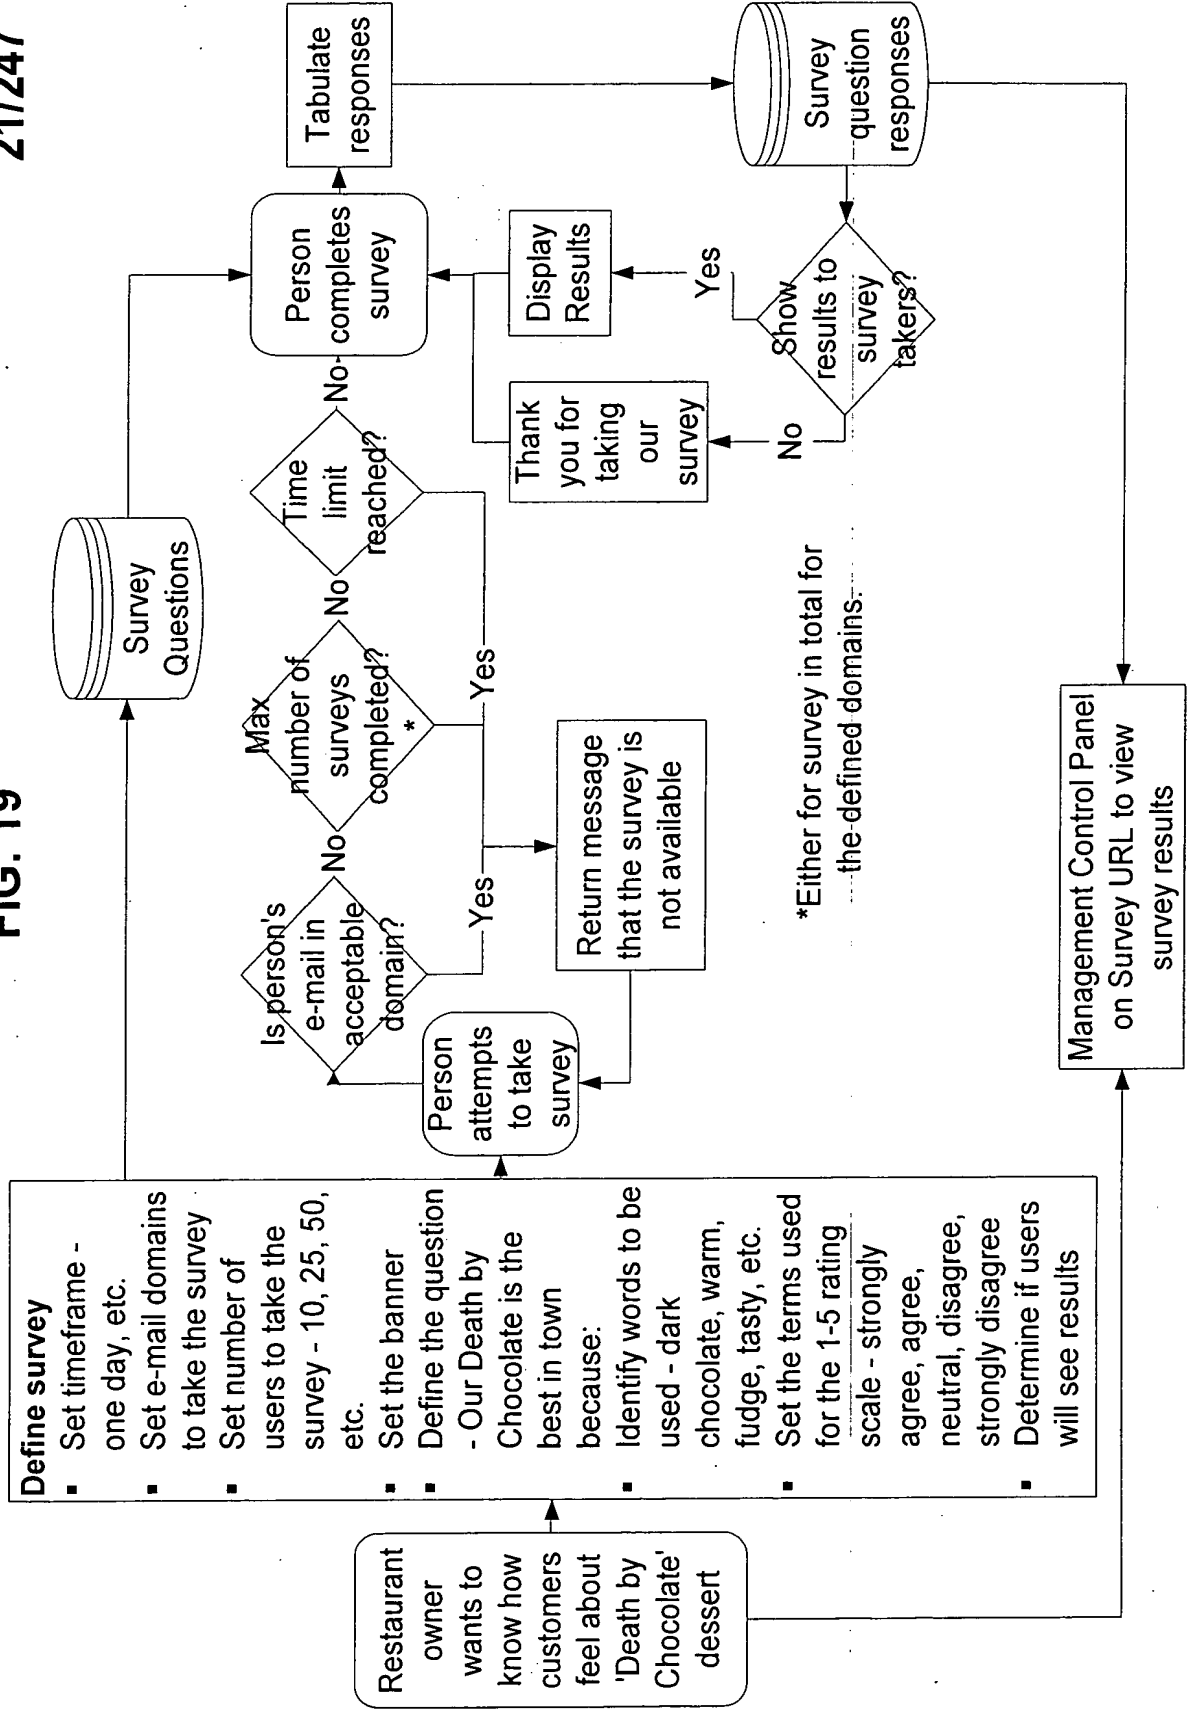 21/247
FIG. 19
Restaurant
owner
wants to
know how
customers
feel about
'Death by
Chocolate'
dessert
Define survey
▪ Set timeframe -
one day, etc.
▪ Set e-mail domains
to take the survey
▪ Set number of
users to take the
survey - 10, 25, 50,
etc.
▪ Set the banner
▪ Define the question
- Our Death by
Chocolate is the
best in town
because:
▪ Identify words to be
used - dark
chocolate, warm,
fudge, tasty, etc.
▪ Set the terms used
for the 1-5 rating
scale - strongly
agree, agree,
neutral, disagree,
strongly disagree
▪ Determine if users
will see results
Survey
Questions
Person
attempts
to take
survey
Is person's
e-mail in
acceptable
domain?
No
Yes
Max
number of
surveys
completed?
*
No
Yes
Time
limit
reached?
No
Return message
that the survey is
not available
Person
completes
survey
Tabulate
responses
Survey
question
responses
Show
results to
survey
takers?
Yes
No
Display
Results
Thank
you for
taking
our
survey
*Either for survey in total for
the defined domains.
Management Control Panel
on Survey URL to view
survey results